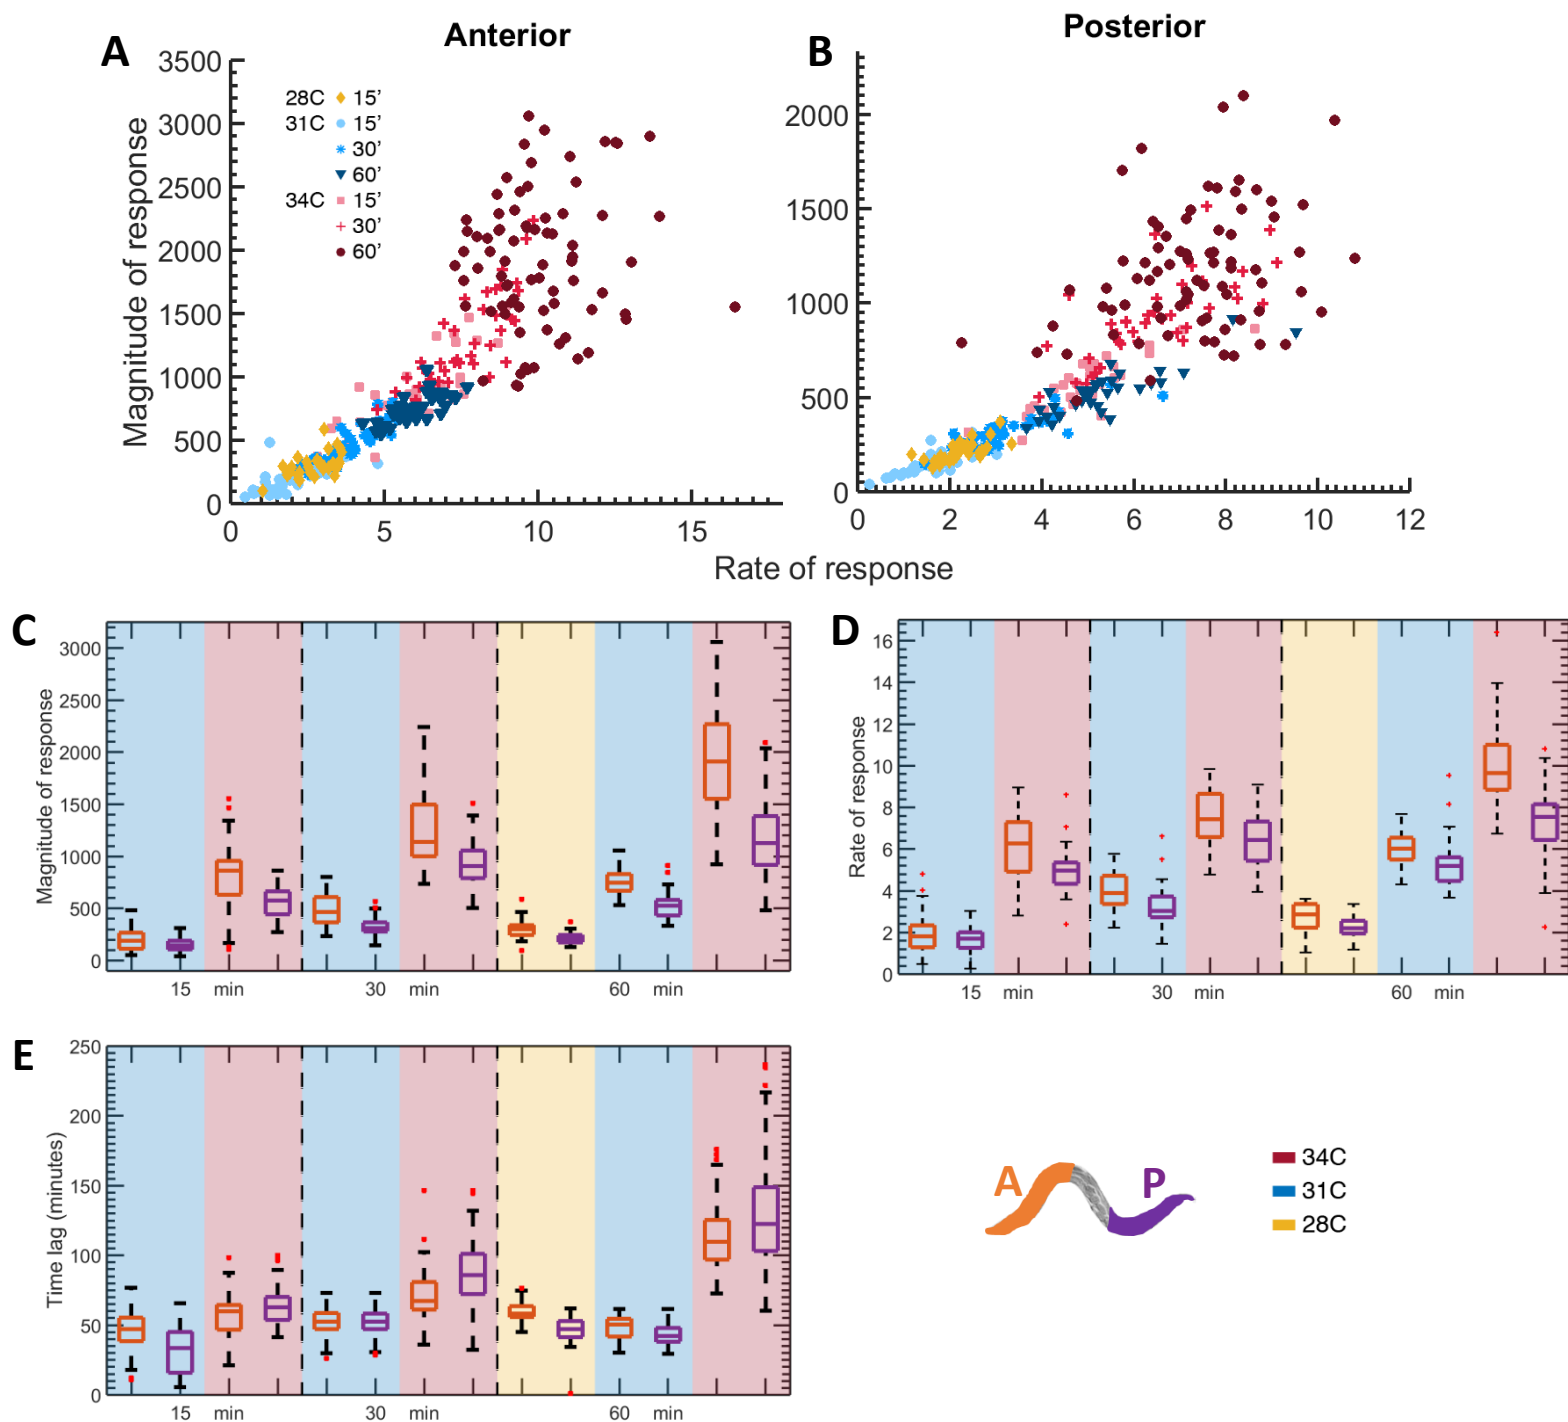 A
Anterior
B
Posterior
3500
3000
2500
2000
1500
1000
500
0
Magnitude of response
28C 15’
31C 15’
30’
60’
34C 15’
30’
60’
0 5 10 15
2000
1500
1000
500
0
0 2 4 6 8 10 12
Rate of response
C
3000
2500
2000
1500
1000
500
0
Magnitude of response
15 min 30 min 60 min
D
16
14
12
10
8
6
4
2
0
Rate of response
15 min 30 min 60 min
E
250
200
150
100
50
0
Time lag (minutes)
15 min 30 min 60 min
A P
34C
31C
28C